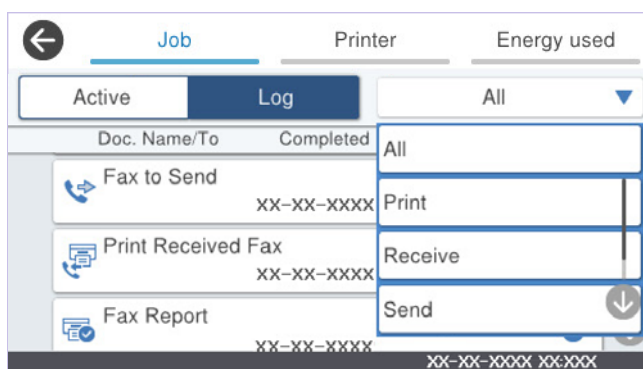 Job Printer Energy used
Active Log All
Doc. Name/To Completed
All
Fax to Send
XX-XX-XXXX
Print
Print Received Fax
XX-XX-XXXX
Receive
Fax Report
XX-XX-XXXX
Send
XX-XX-XXXX XX:XXX